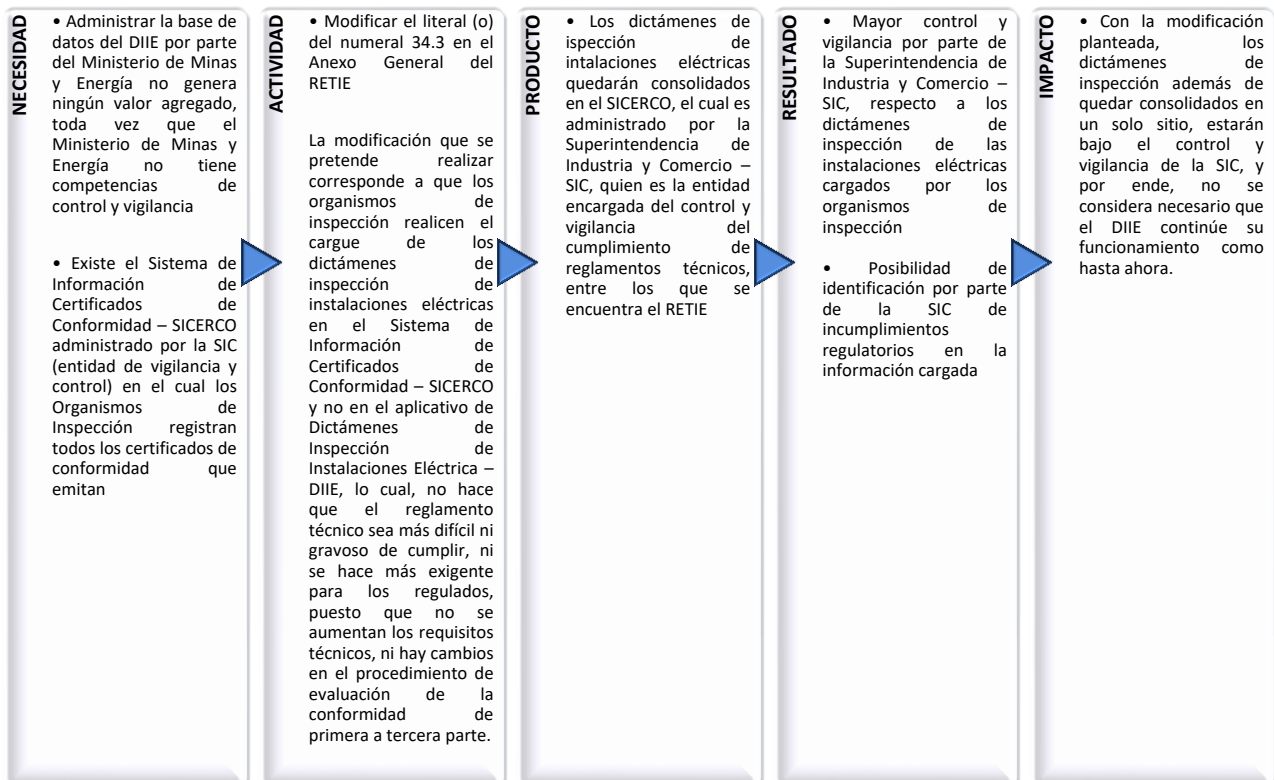 NECESIDAD
• Administrar la base de
datos del DIIE por parte
del Ministerio de Minas
y Energía no genera
ningún valor agregado,
toda vez que el
Ministerio de Minas y
Energía no tiene
competencias de
control y vigilancia
• Existe el Sistema de
Información de
Certificados de
Conformidad – SICERCO
administrado por la SIC
(entidad de vigilancia y
control) en el cual los
Organismos de
Inspección registran
todos los certificados de
conformidad que
emitan
ACTIVIDAD
• Modificar el literal (o)
del numeral 34.3 en el
Anexo General del
RETIE
La modificación que se
pretende realizar
corresponde a que los
organismos de
inspección realicen el
cargue de los
dictámenes de
inspección de
instalaciones eléctricas
en el Sistema de
Información de
Certificados de
Conformidad – SICERCO
y no en el aplicativo de
Dictámenes de
Inspección de
Instalaciones Eléctrica –
DIIE, lo cual, no hace
que el reglamento
técnico sea más difícil ni
gravoso de cumplir, ni
se hace más exigente
para los regulados,
puesto que no se
aumentan los requisitos
técnicos, ni hay cambios
en el procedimiento de
evaluación de la
conformidad de
primera a tercera parte.
PRODUCTO
• Los dictámenes de
ispección de
intalaciones eléctricas
quedarán consolidados
en el SICERCO, el cual es
administrado por la
Superintendencia de
Industria y Comercio –
SIC, quien es la entidad
encargada del control y
vigilancia del
cumplimiento de
reglamentos técnicos,
entre los que se
encuentra el RETIE
RESULTADO
• Mayor control y
vigilancia por parte de
la Superintendencia de
Industria y Comercio –
SIC, respecto a los
dictámenes de
inspección de las
instalaciones eléctricas
cargados por los
organismos de
inspección
• Posibilidad de
identificación por parte
de la SIC de
incumplimientos
regulatorios en la
información cargada
IMPACTO
• Con la modificación
planteada, los
dictámenes de
inspección además de
quedar consolidados en
un solo sitio, estarán
bajo el control y
vigilancia de la SIC, y
por ende, no se
considera necesario que
el DIIE continúe su
funcionamiento como
hasta ahora.